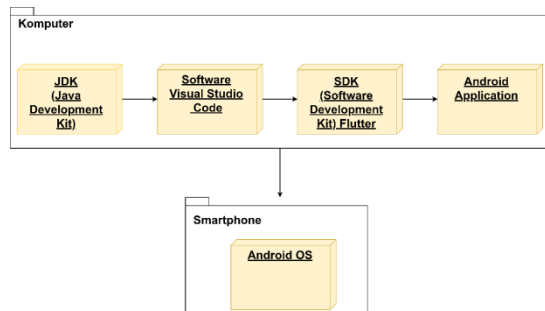 Komputer
JDK
(Java
Development
Kit)
Software
Visual Studio
Code
SDK
(Software
Development
Kit) Flutter
Android
Application
Smartphone
Android OS